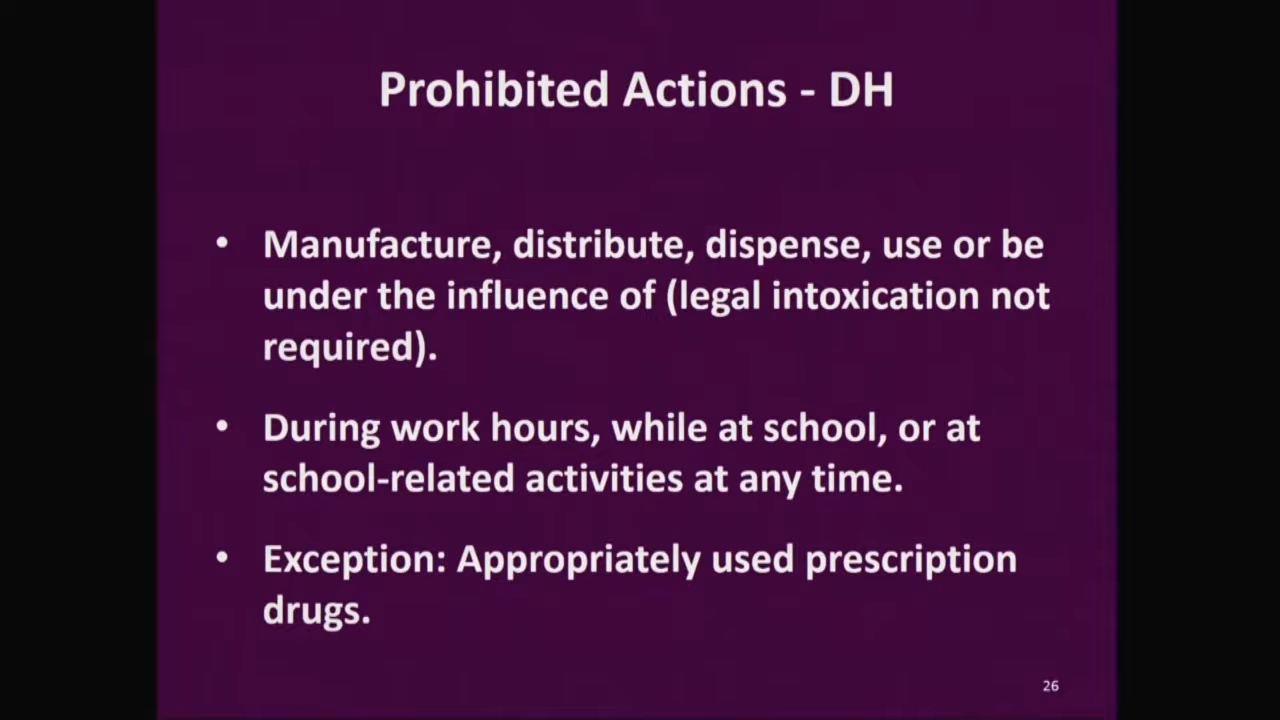 Prohibited Actions - DH
• Manufacture, distribute, dispense, use or be
under the influence of (legal intoxication not
required).
• During work hours, while at school, or at
school-related activities at any time.
• Exception: Appropriately used prescription
drugs.
26